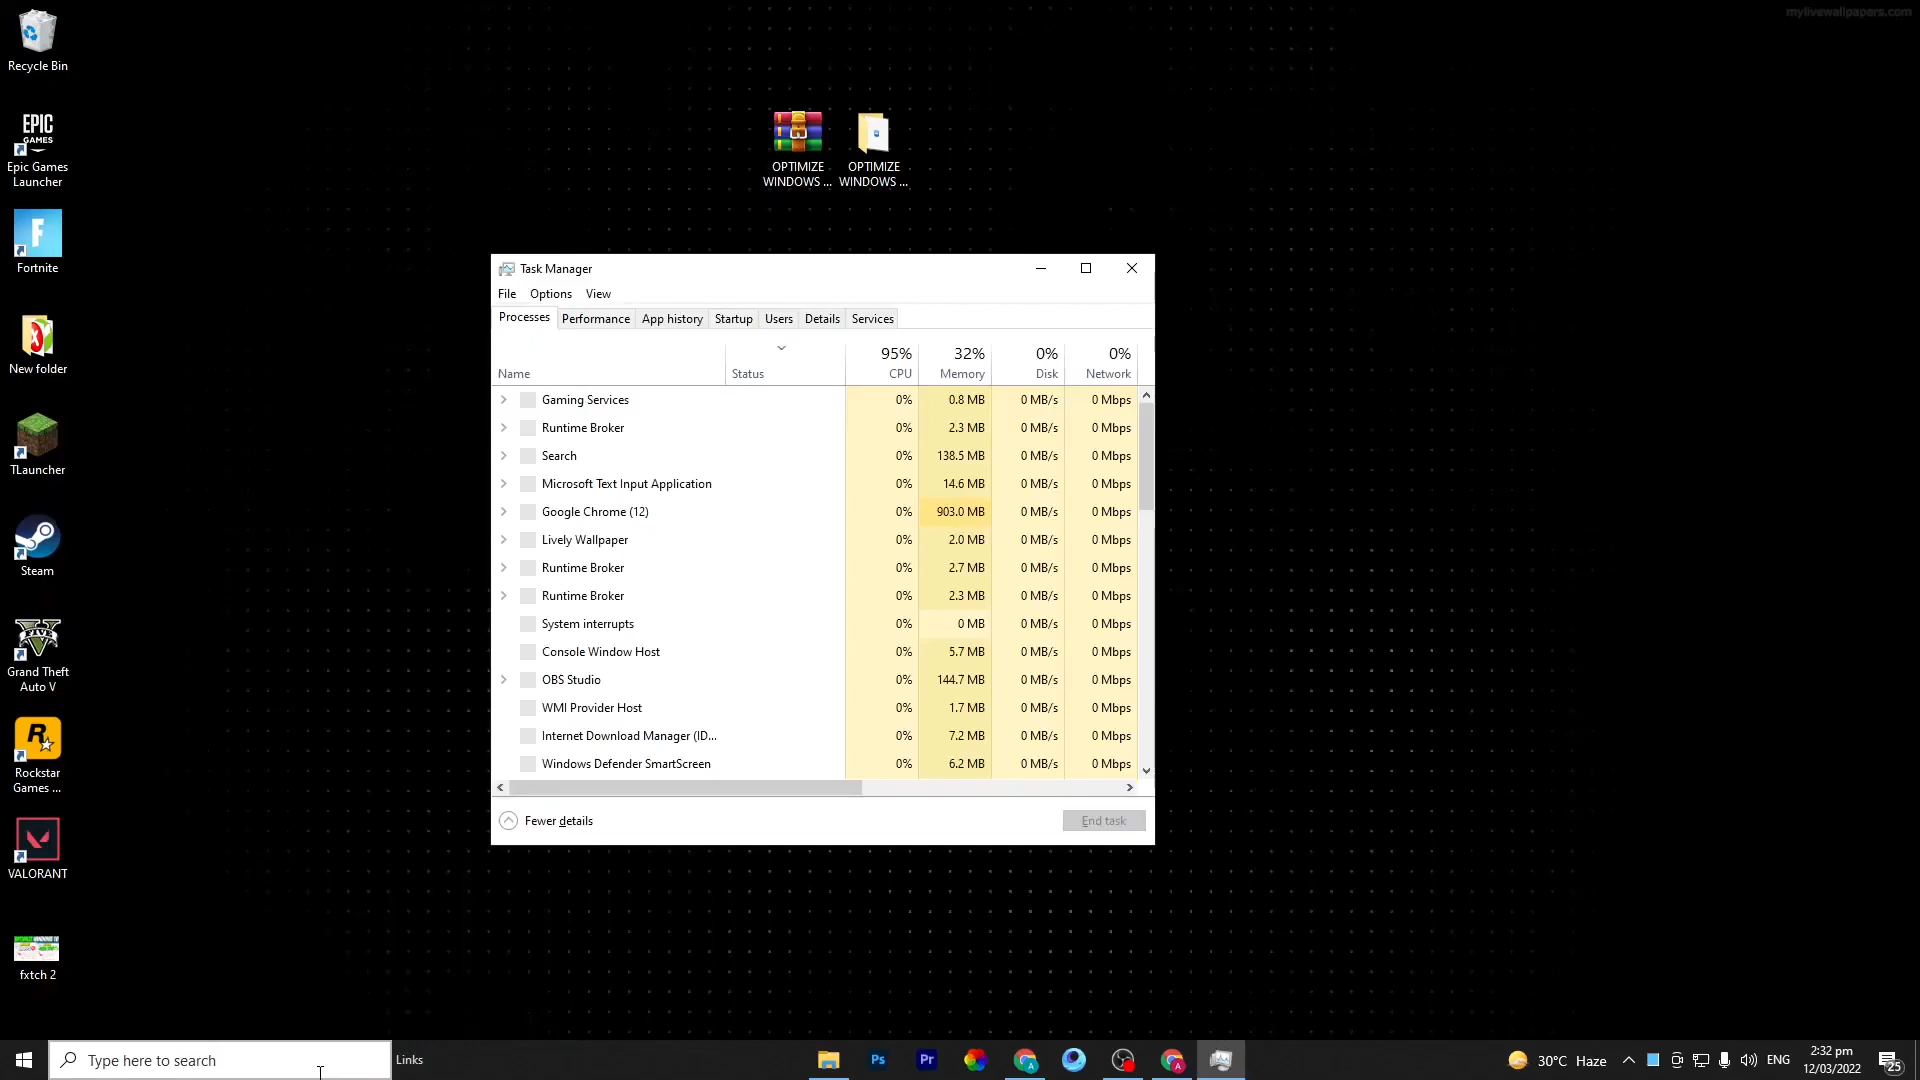 mylivewallpapers.com
Recycle Bin
EPIC
GAMES
Epic Games
Launcher
Fortnite
New folder
TLauncher
Steam
Grand Theft
Auto V
Rockstar
Games ...
VALORANT
fxtch 2
OPTIMIZE
WINDOWS ...
OPTIMIZE
WINDOWS ...
Task Manager
File Options View
Processes Performance App history Startup Users Details Services
95% 32% 0% 0%
Name Status CPU Memory Disk Network
Gaming Services 0% 0.8 MB 0 MB/s 0 Mbps
Runtime Broker 0% 2.3 MB 0 MB/s 0 Mbps
Search 0% 138.5 MB 0 MB/s 0 Mbps
Microsoft Text Input Application 0% 14.6 MB 0 MB/s 0 Mbps
Google Chrome (12) 0% 903.0 MB 0 MB/s 0 Mbps
Lively Wallpaper 0% 2.0 MB 0 MB/s 0 Mbps
Runtime Broker 0% 2.7 MB 0 MB/s 0 Mbps
Runtime Broker 0% 2.3 MB 0 MB/s 0 Mbps
System interrupts 0% 0 MB 0 MB/s 0 Mbps
Console Window Host 0% 5.7 MB 0 MB/s 0 Mbps
OBS Studio 0% 144.7 MB 0 MB/s 0 Mbps
WMI Provider Host 0% 1.7 MB 0 MB/s 0 Mbps
Internet Download Manager (ID... 0% 7.2 MB 0 MB/s 0 Mbps
Windows Defender SmartScreen 0% 6.2 MB 0 MB/s 0 Mbps
Fewer details End task
Type here to search Links Ps Pr 30°C Haze ENG 2:32 pm
12/03/2022 25